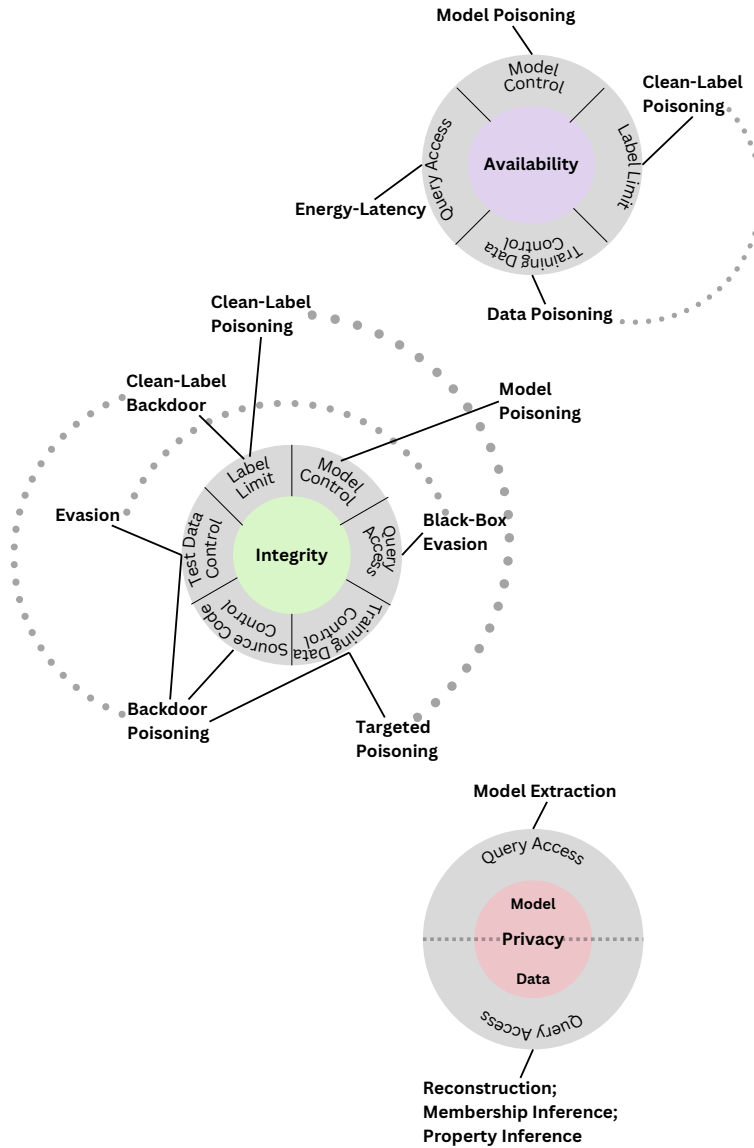 Model Poisoning
Model
Control
Clean-Label
Poisoning
Query Access
Availability
Label Limit
Energy-Latency
Training Data
Control
Data Poisoning
Clean-Label
Poisoning
Clean-Label
Backdoor
Model
Poisoning
Label
Limit
Model
Control
Evasion
Test Data
Control
Integrity
Query
Access
Black-Box
Evasion
Source Code
Control
Training Data
Control
Backdoor
Poisoning
Targeted
Poisoning
Model Extraction
Query Access
Model
Privacy
Data
Query Access
Reconstruction;
Membership Inference;
Property Inference